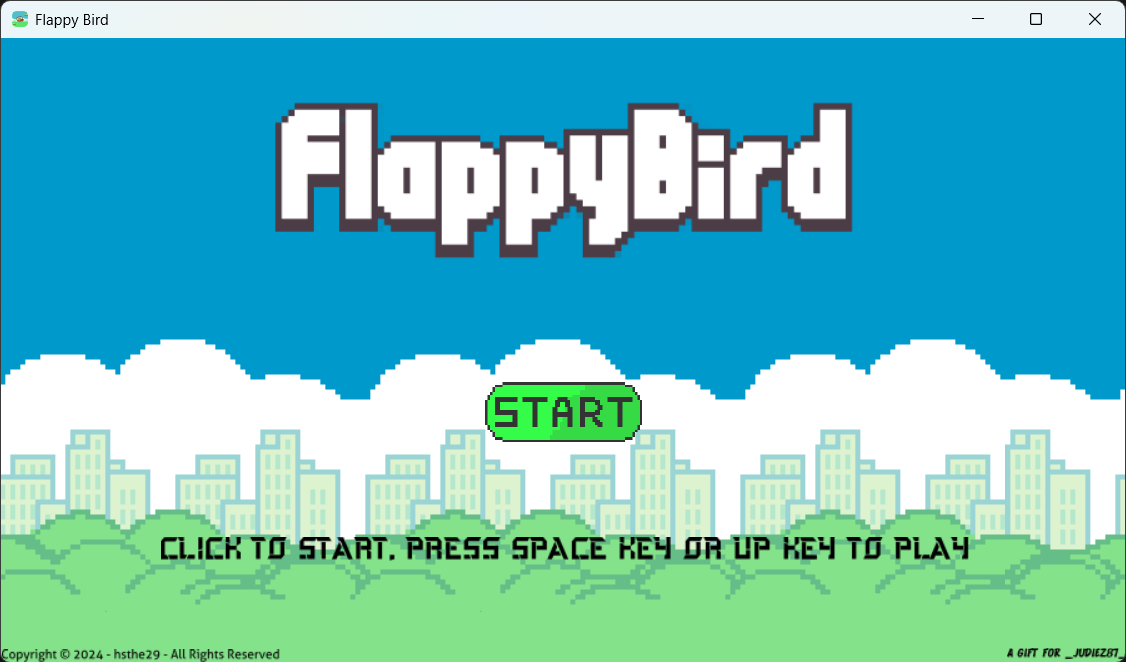 Flappy Bird
FlappyBird
START
CLICK TO START, PRESS SPACE KEY OR UP KEY TO PLAY
Copyright © 2024 - hsthe29 - All Rights Reserved
A GIFT FOR _JUDIEZ87_